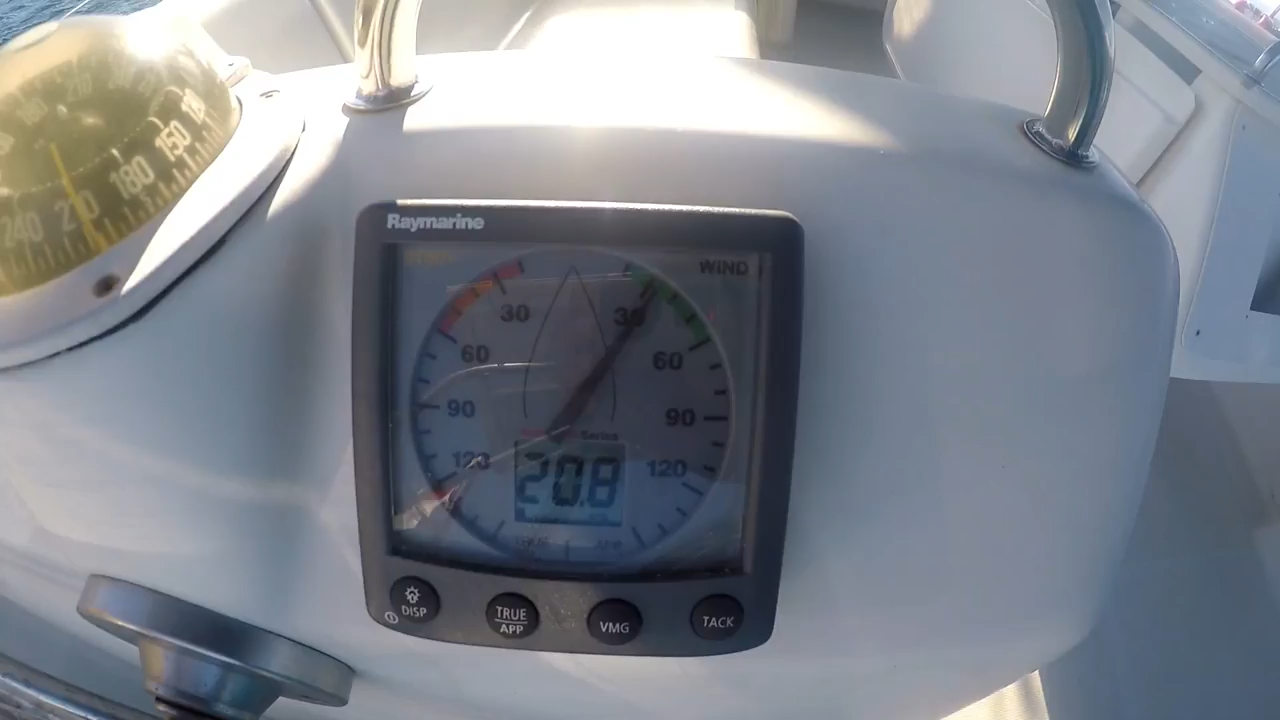 Raymarine
WIND
30
30
60
60
90
90
120
120
Series
20.8
DISP
TRUE
APP
VMG
TACK
240
210
180
150